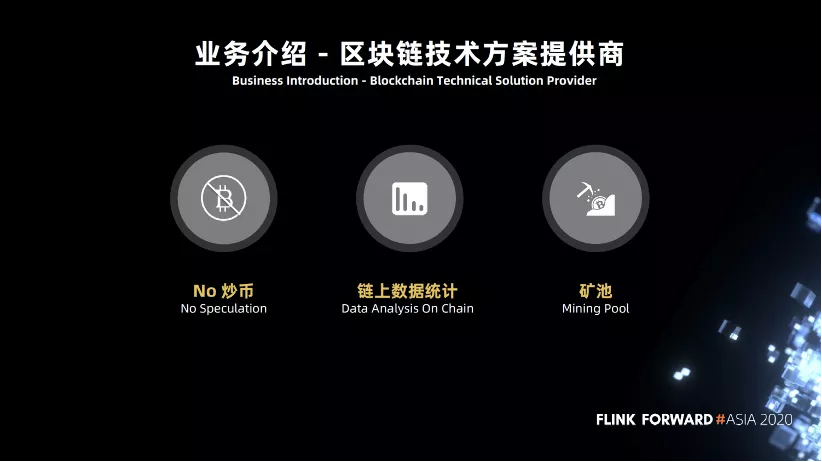 业务介绍 - 区块链技术方案提供商
Business Introduction - Blockchain Technical Solution Provider
No 炒币
No Speculation
链上数据统计
Data Analysis On Chain
矿池
Mining Pool
FLINK FORWARD #ASIA 2020